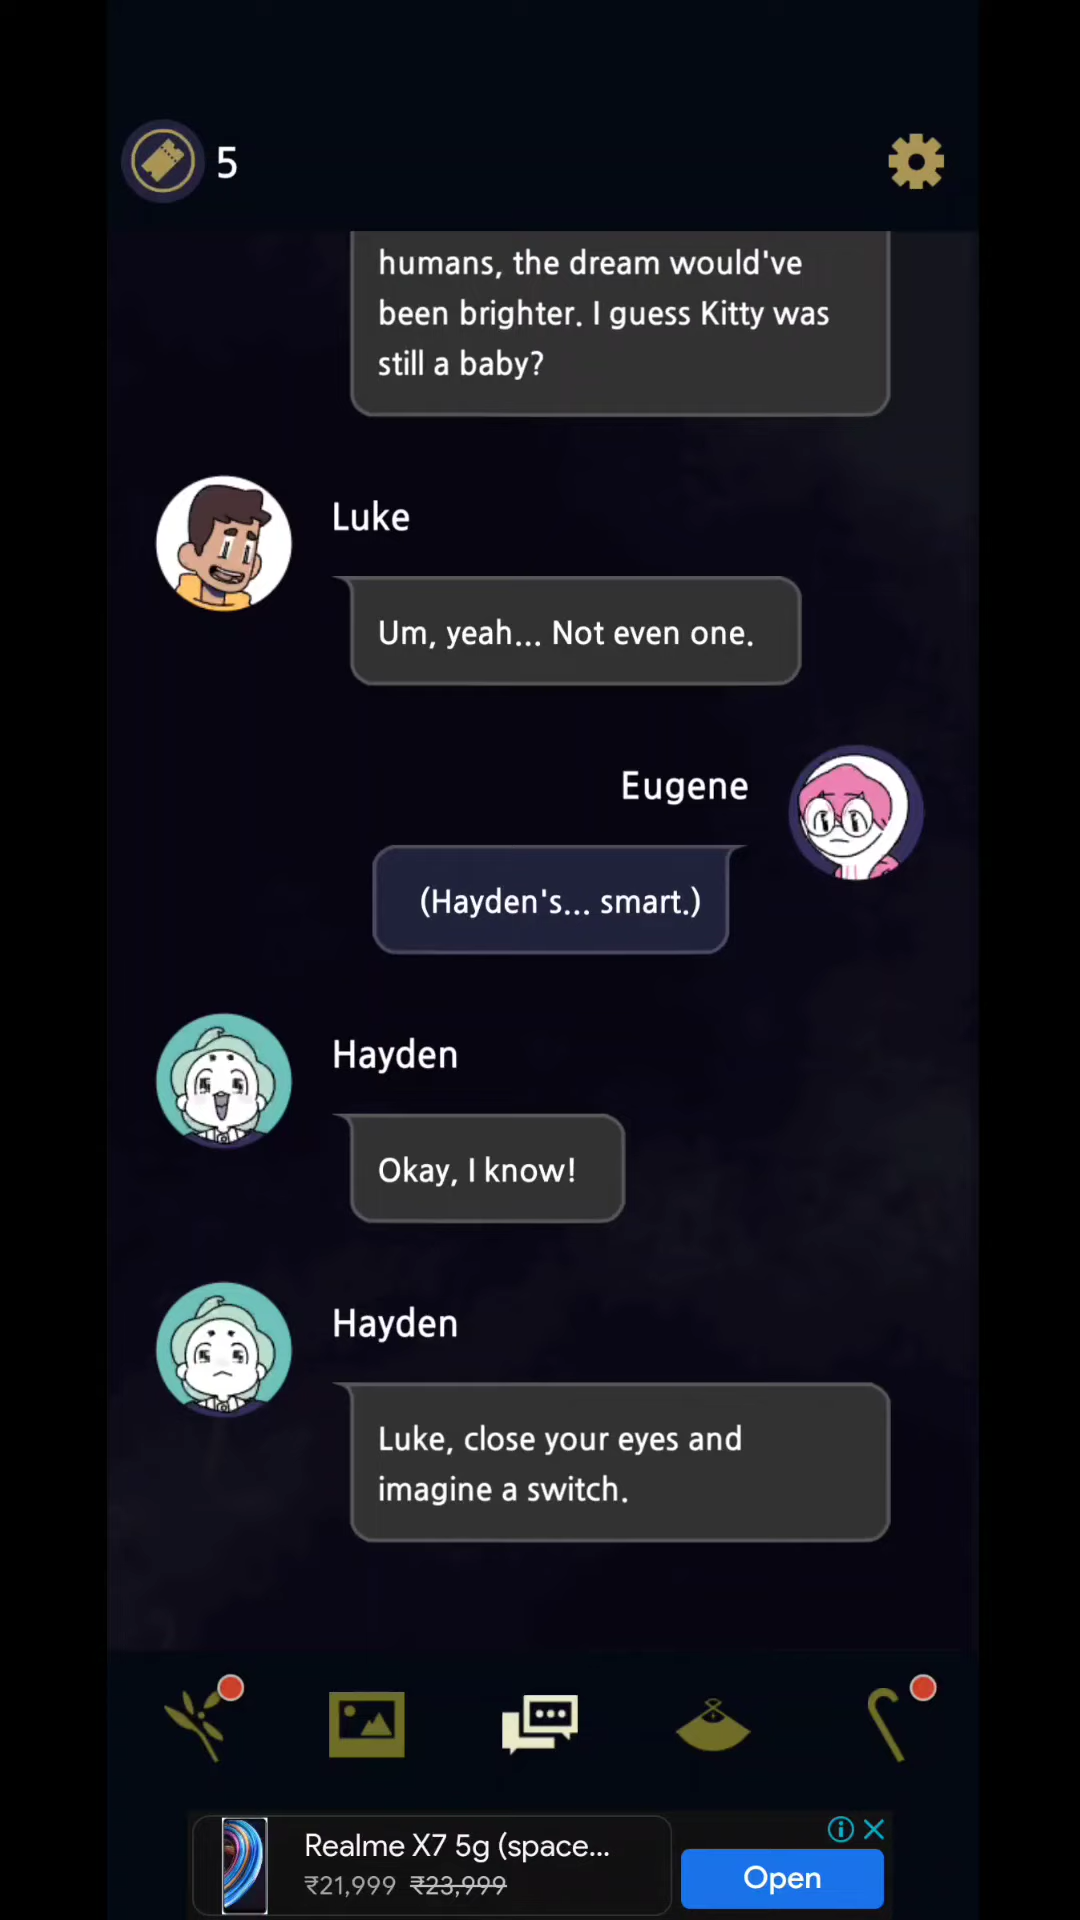 5
humans, the dream would've
been brighter. I guess Kitty was
still a baby?
Luke
Um, yeah... Not even one.
Eugene
(Hayden's... smart.)
Hayden
Okay, I know!
Hayden
Luke, close your eyes and
imagine a switch.
Realme X7 5g (space...
₹21,999 ₹23,999
Open